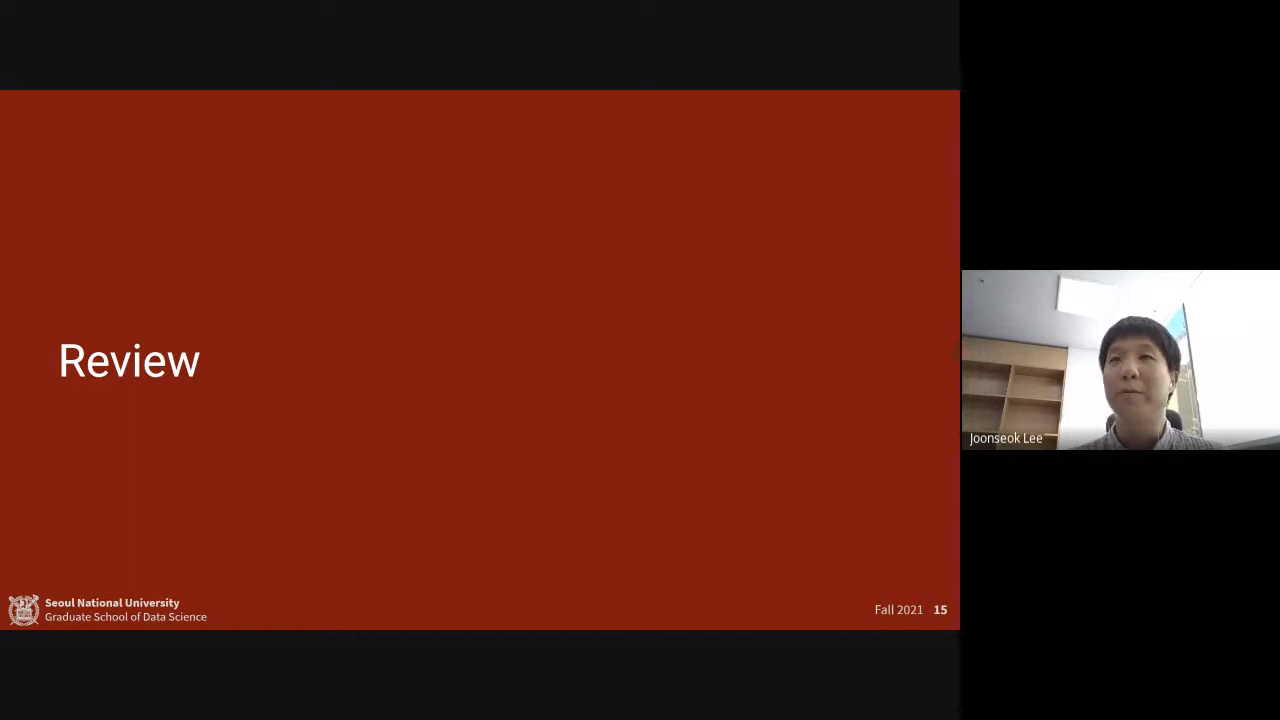 Review
Joonseok Lee
Seoul National University
Graduate School of Data Science
Fall 2021 15